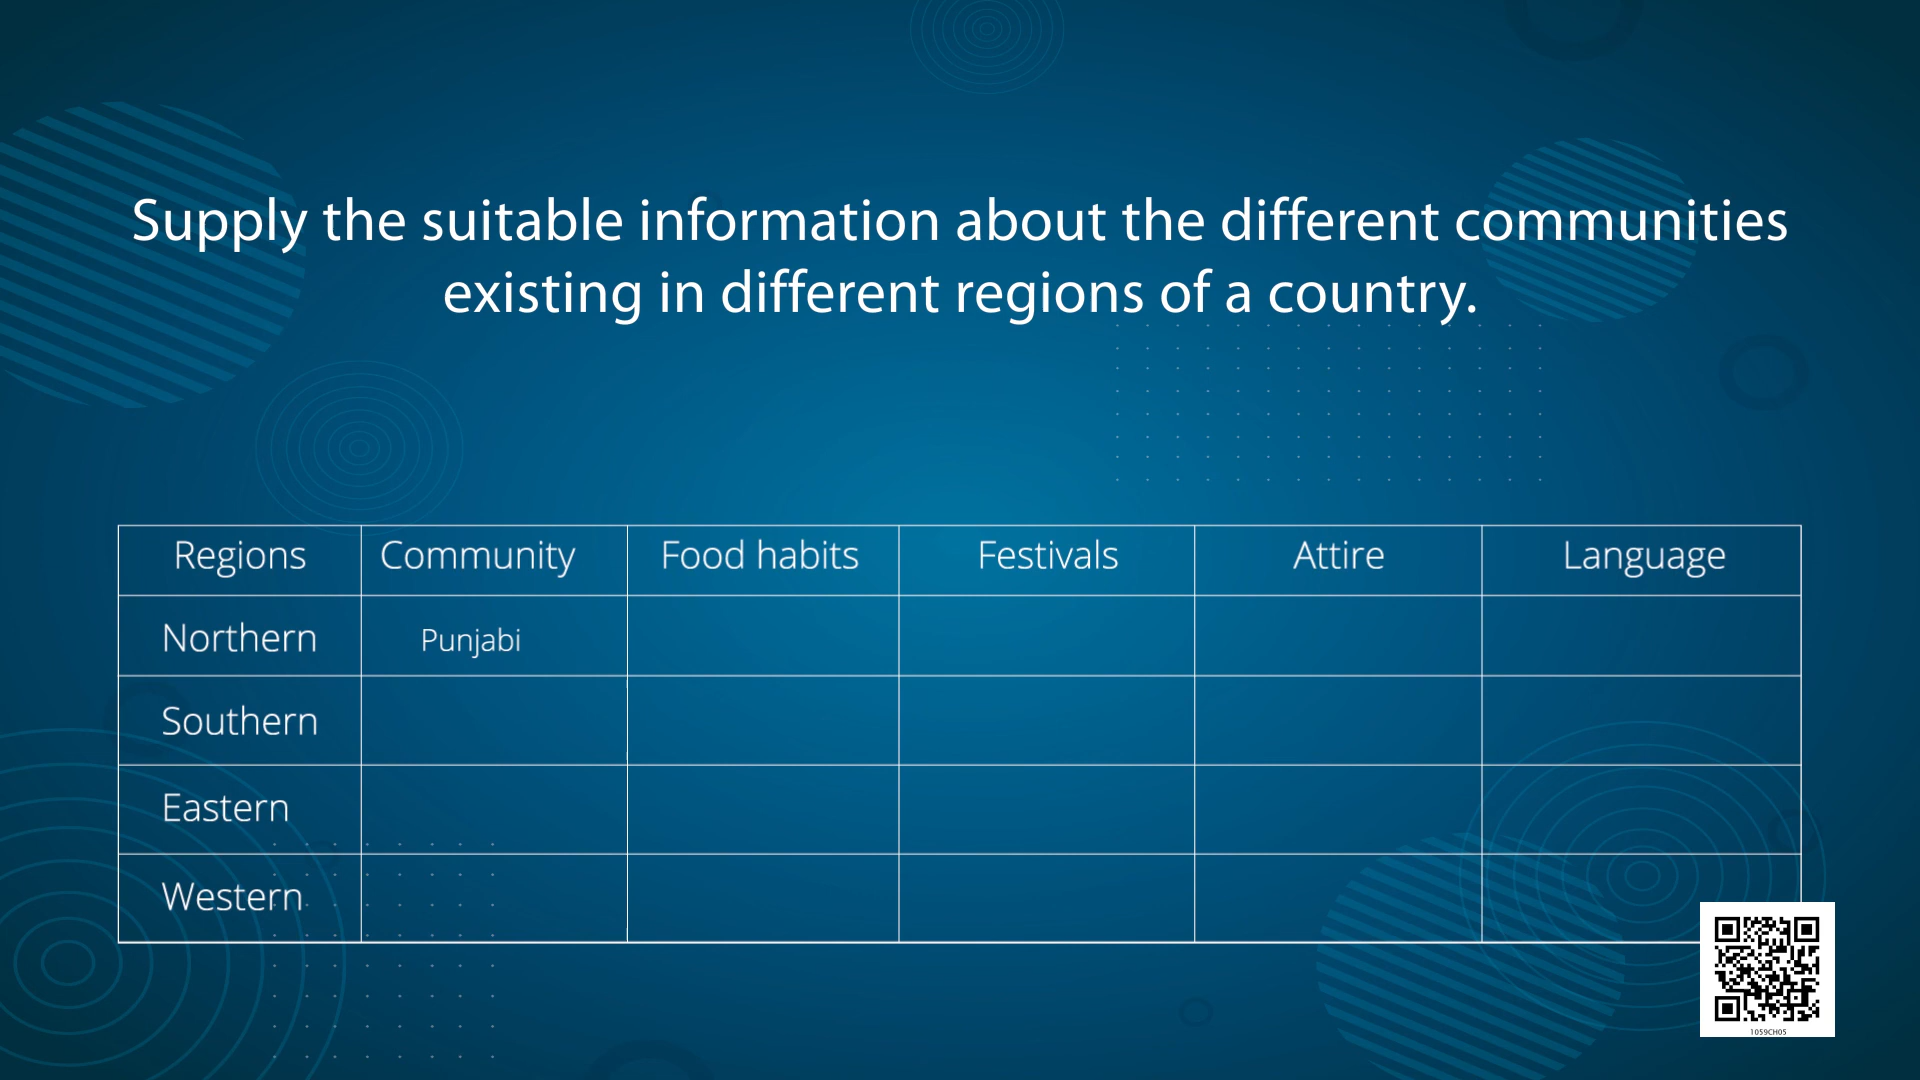 Supply the suitable information about the different communities
existing in different regions of a country.
Regions Community Food habits Festivals Attire Language
Northern Punjabi
Southern
Eastern
Western
1059CH05